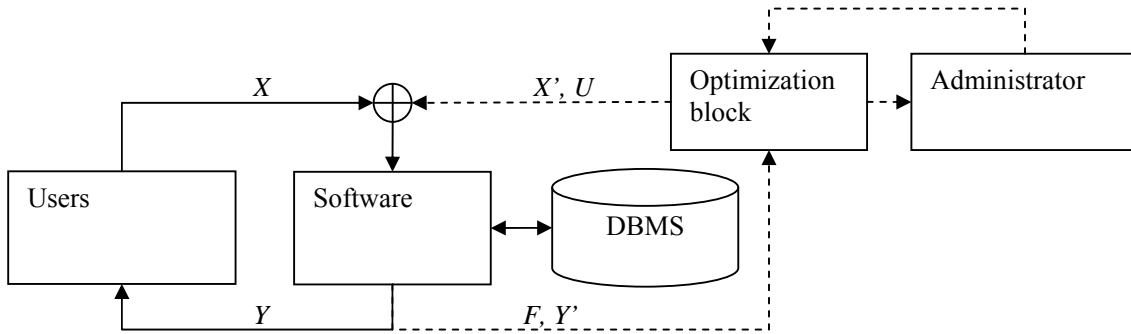 X
X’, U
Optimization
block
Administrator
Users
Software
DBMS
Y
F, Y’